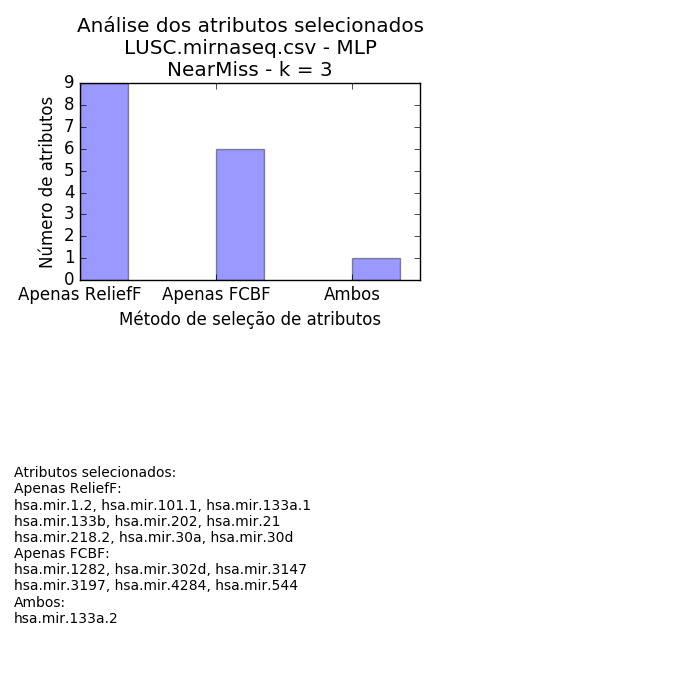 Análise dos atributos selecionados
LUSC.mirnaseq.csv - MLP
NearMiss - k = 3
9
8
7
6
5
4
3
2
1
0
Número de atributos
Apenas ReliefF Apenas FCBF Ambos
Método de seleção de atributos
Atributos selecionados:
Apenas ReliefF:
hsa.mir.1.2, hsa.mir.101.1, hsa.mir.133a.1
hsa.mir.133b, hsa.mir.202, hsa.mir.21
hsa.mir.218.2, hsa.mir.30a, hsa.mir.30d
Apenas FCBF:
hsa.mir.1282, hsa.mir.302d, hsa.mir.3147
hsa.mir.3197, hsa.mir.4284, hsa.mir.544
Ambos:
hsa.mir.133a.2